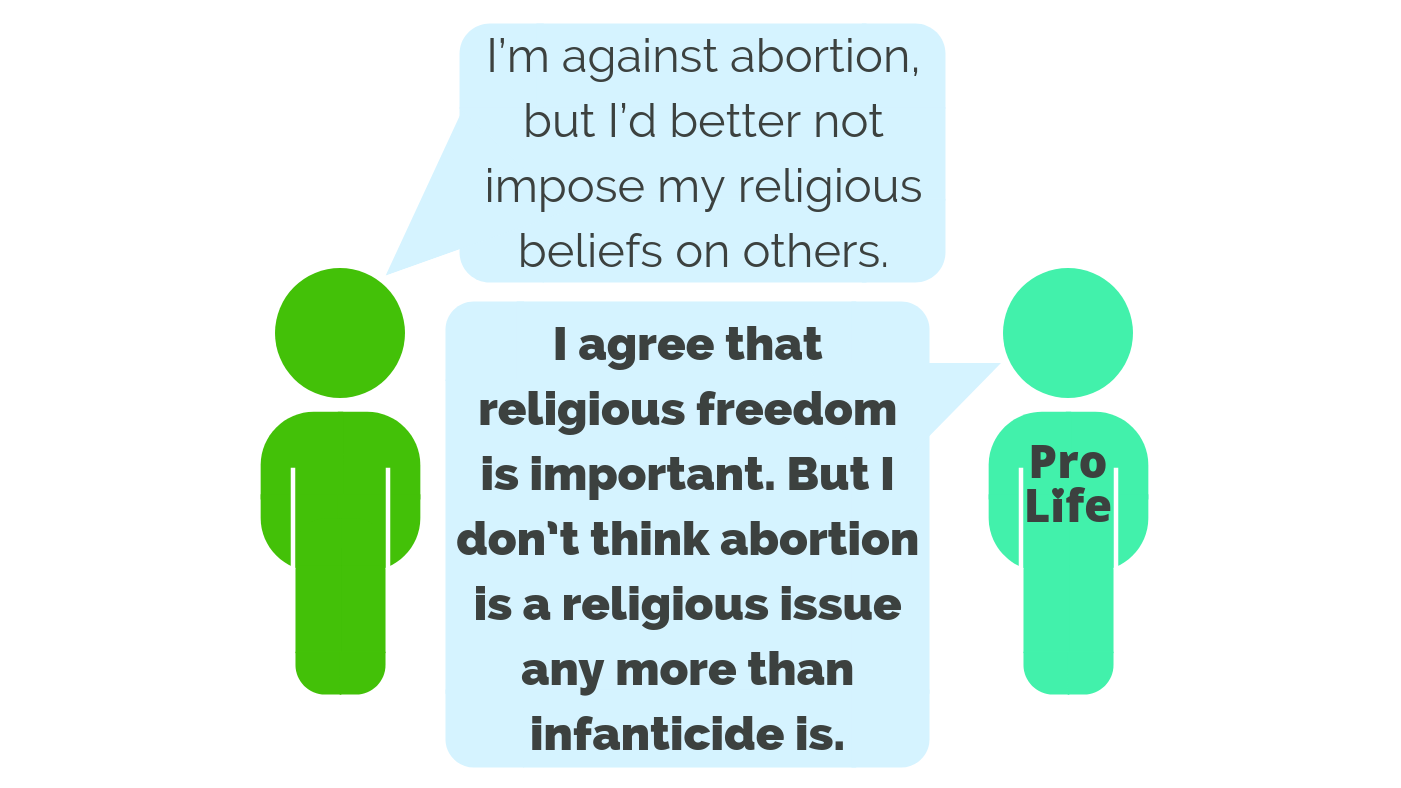 I’m against abortion,
but I’d better not
impose my religious
beliefs on others.
I agree that
religious freedom
is important. But I
don’t think abortion
is a religious issue
any more than
infanticide is.
Pro
Life